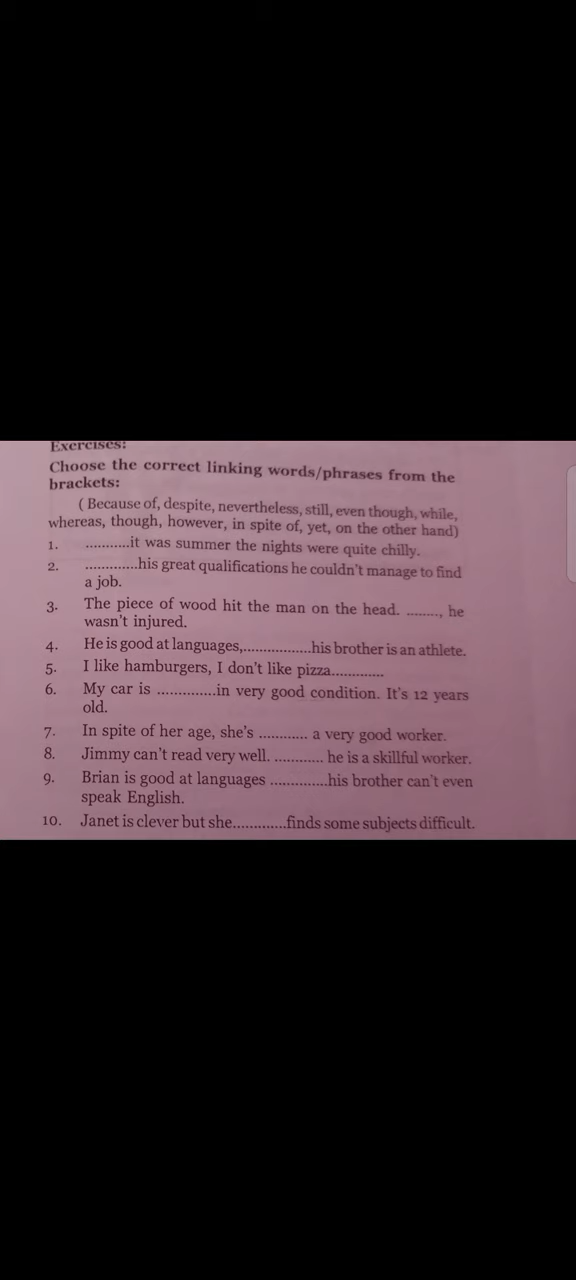 Exercises:
Choose the correct linking words/phrases from the
brackets:
( Because of, despite, nevertheless, still, even though, while,
whereas, though, however, in spite of, yet, on the other hand)
1. ...........it was summer the nights were quite chilly.
2. .............his great qualifications he couldn't manage to find
a job.
3. The piece of wood hit the man on the head. ........, he
wasn't injured.
4. He is good at languages,.................his brother is an athlete.
5. I like hamburgers, I don't like pizza.............
6. My car is ...............in very good condition. It's 12 years
old.
7. In spite of her age, she's ............ a very good worker.
8. Jimmy can't read very well. ............ he is a skillful worker.
9. Brian is good at languages ..............his brother can't even
speak English.
10. Janet is clever but she.............finds some subjects difficult.